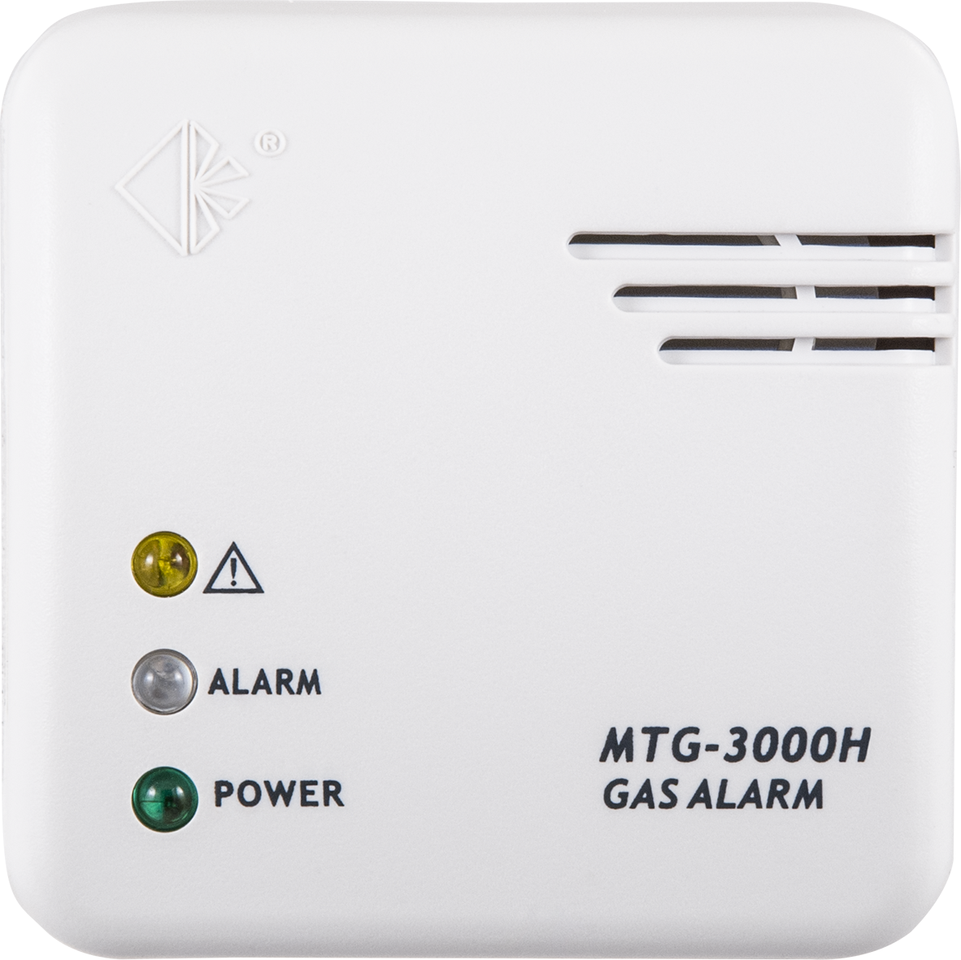 ®
ALARM
POWER
MTG-3000H
GAS ALARM